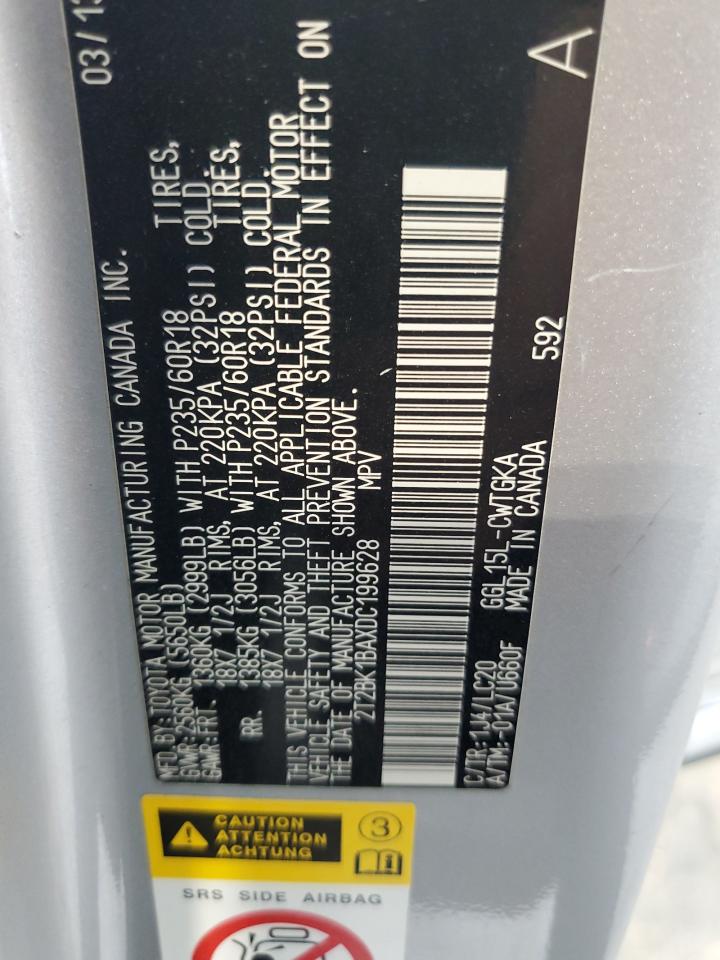 03/13
MFD BY: TOYOTA MOTOR MANUFACTURING CANADA INC.
GVWR:2560KG (5650LB)
GAWR:FRT. 1360KG (2999LB) WITH P235/60R18 TIRES,
18X7 1/2J RIMS, AT 220KPA (32PSI) COLD.
RR. 1385KG (3056LB) WITH P235/60R18 TIRES,
18X7 1/2J RIMS, AT 220KPA (32PSI) COLD.
THIS VEHICLE CONFORMS TO ALL APPLICABLE FEDERAL MOTOR
VEHICLE SAFETY AND THEFT PREVENTION STANDARDS IN EFFECT ON
THE DATE OF MANUFACTURE SHOWN ABOVE.
2T2BK1BAXDC199628 MPV
A
C/TR:1J4/LC20 GGL15L-CWTGKA
A/TM:-01A/U660F MADE IN CANADA
592
CAUTION
ATTENTION
ACHTUNG
3
SRS SIDE AIRBAG